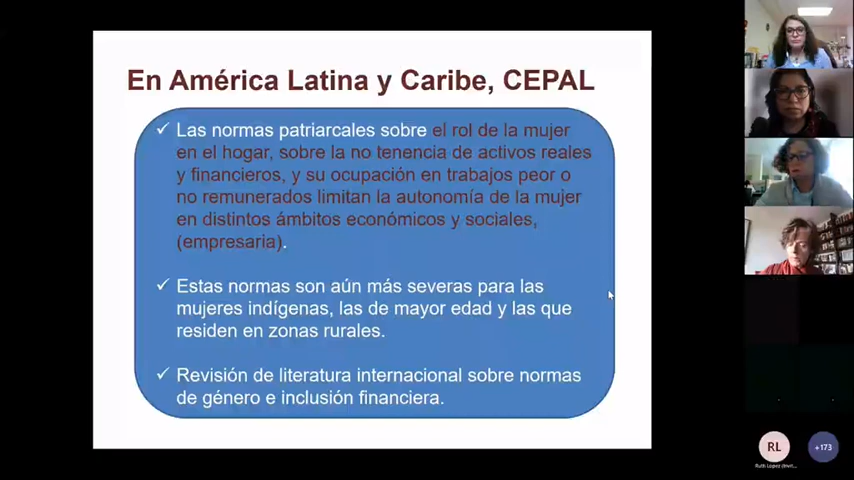 En América Latina y Caribe, CEPAL
✓ Las normas patriarcales sobre el rol de la mujer
en el hogar, sobre la no tenencia de activos reales
y financieros, y su ocupación en trabajos peor o
no remunerados limitan la autonomía de la mujer
en distintos ámbitos económicos y sociales,
(empresaria).
✓ Estas normas son aún más severas para las
mujeres indígenas, las de mayor edad y las que
residen en zonas rurales.
✓ Revisión de literatura internacional sobre normas
de género e inclusión financiera.
RL
+173
Ruth Lopez (Invit...